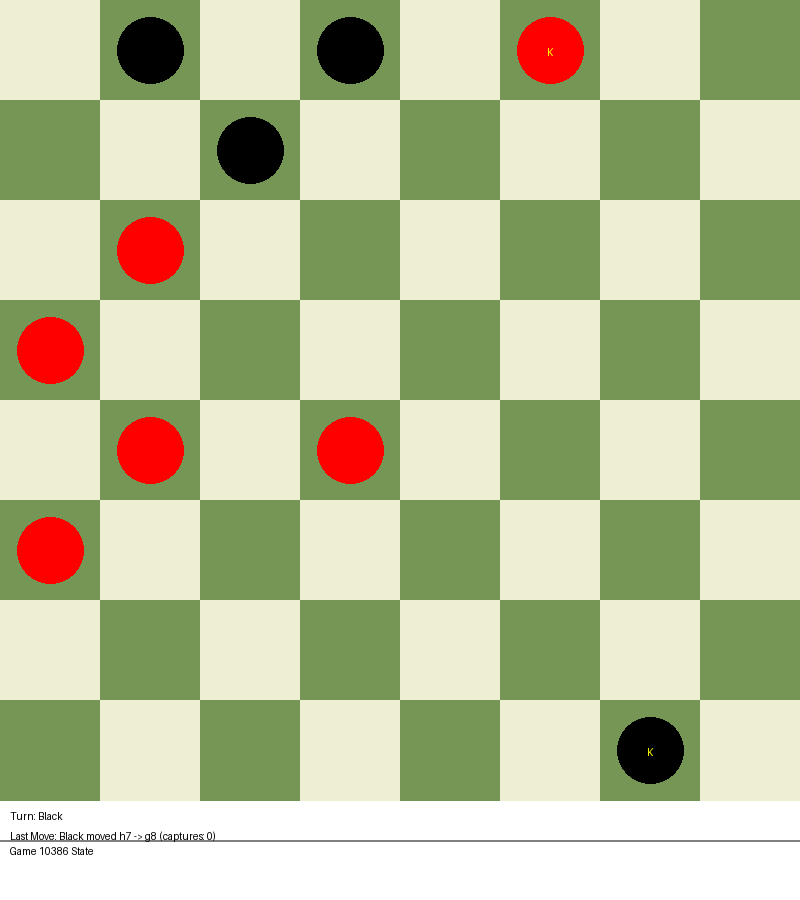 K
K
Turn: Black
Last Move: Black moved h7 -> g8 (captures: 0)
Game 10386 State